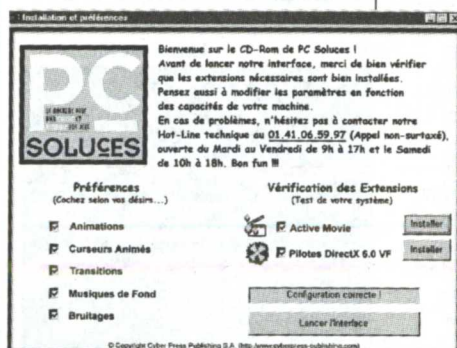 Installation et préférences
PC
SOLUCES
Bienvenue sur le CD-Rom de PC Soluces !
Avant de lancer notre interface, merci de bien vérifier
que les extensions nécessaires sont bien installées.
Pensez aussi à modifier les paramètres en fonction
des capacités de votre machine.
En cas de problèmes, n'hésitez pas à contacter notre
Hot-Line technique au 01.41.06.59.97 (Appel non-surtaxé),
ouverte du Mardi au Vendredi de 9h à 17h et le Samedi
de 10h à 18h. Bon fun !!!
Préférences
(Cochez selon vos désirs...)
Animations
Curseurs Animés
Transitions
Musiques de Fond
Bruitages
Vérification des Extensions
(Test de votre système)
Active Movie
Installer
Pilotes DirectX 6.0 VF
Installer
Configuration correcte !
Lancer l'Interface
© Copyright Cyber Press Publishing S.A. (http://www.cyberpress-publishing.com)